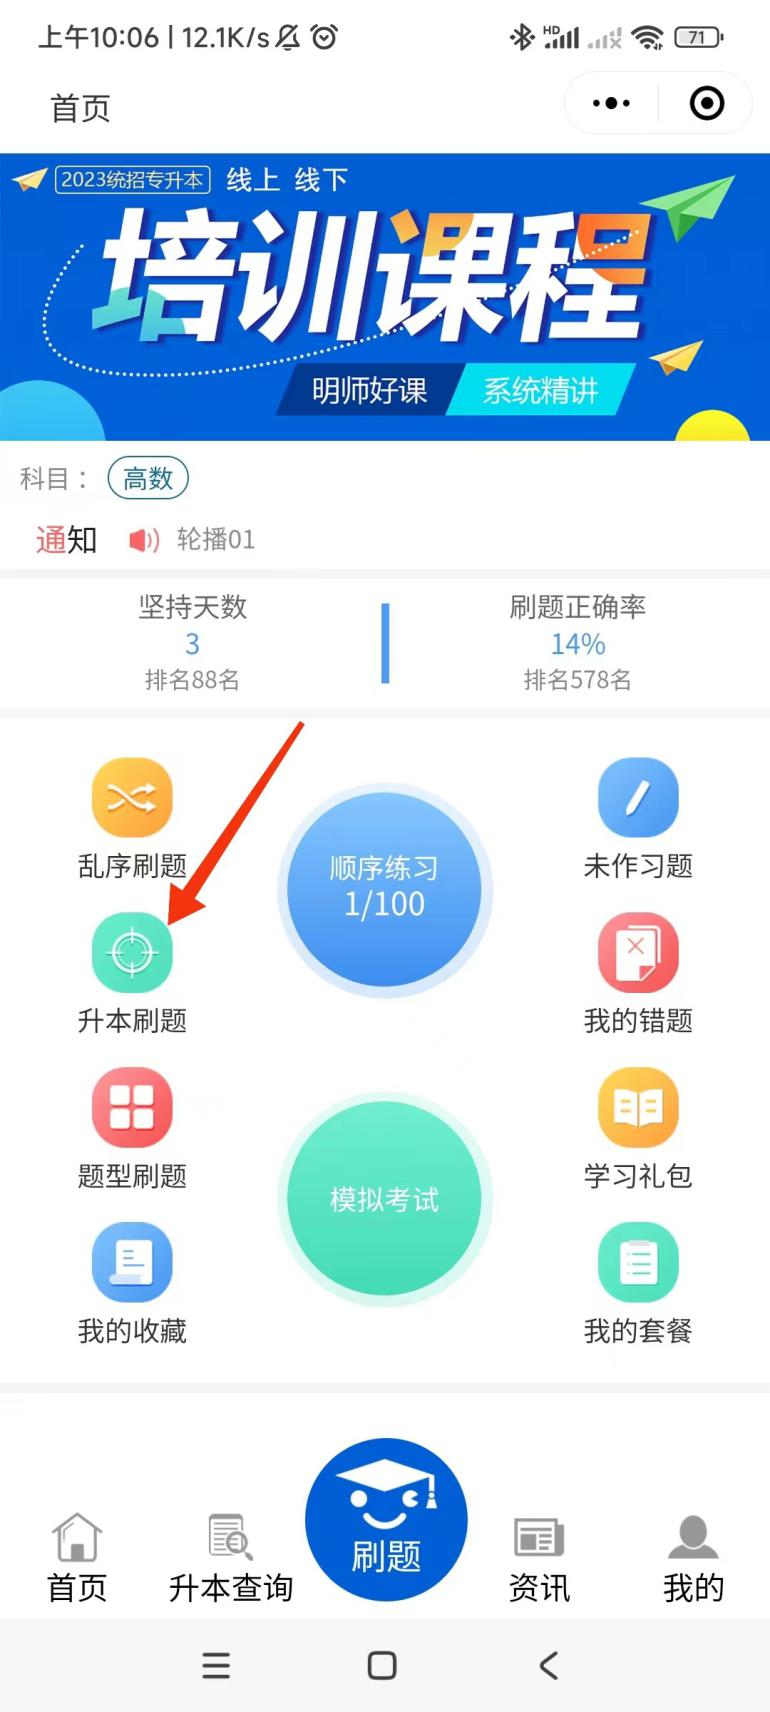 上午10:06 | 12.1K/s
HD
71
首页
2023统招专升本 线上 线下
培训课程
明师好课 系统精讲
科目： 高数
通知 轮播01
坚持天数 刷题正确率
3 14%
排名88名 排名578名
乱序刷题 顺序练习 未作习题
1/100
升本刷题 我的错题
题型刷题 模拟考试 学习礼包
我的收藏 我的套餐
刷题
首页 升本查询 资讯 我的